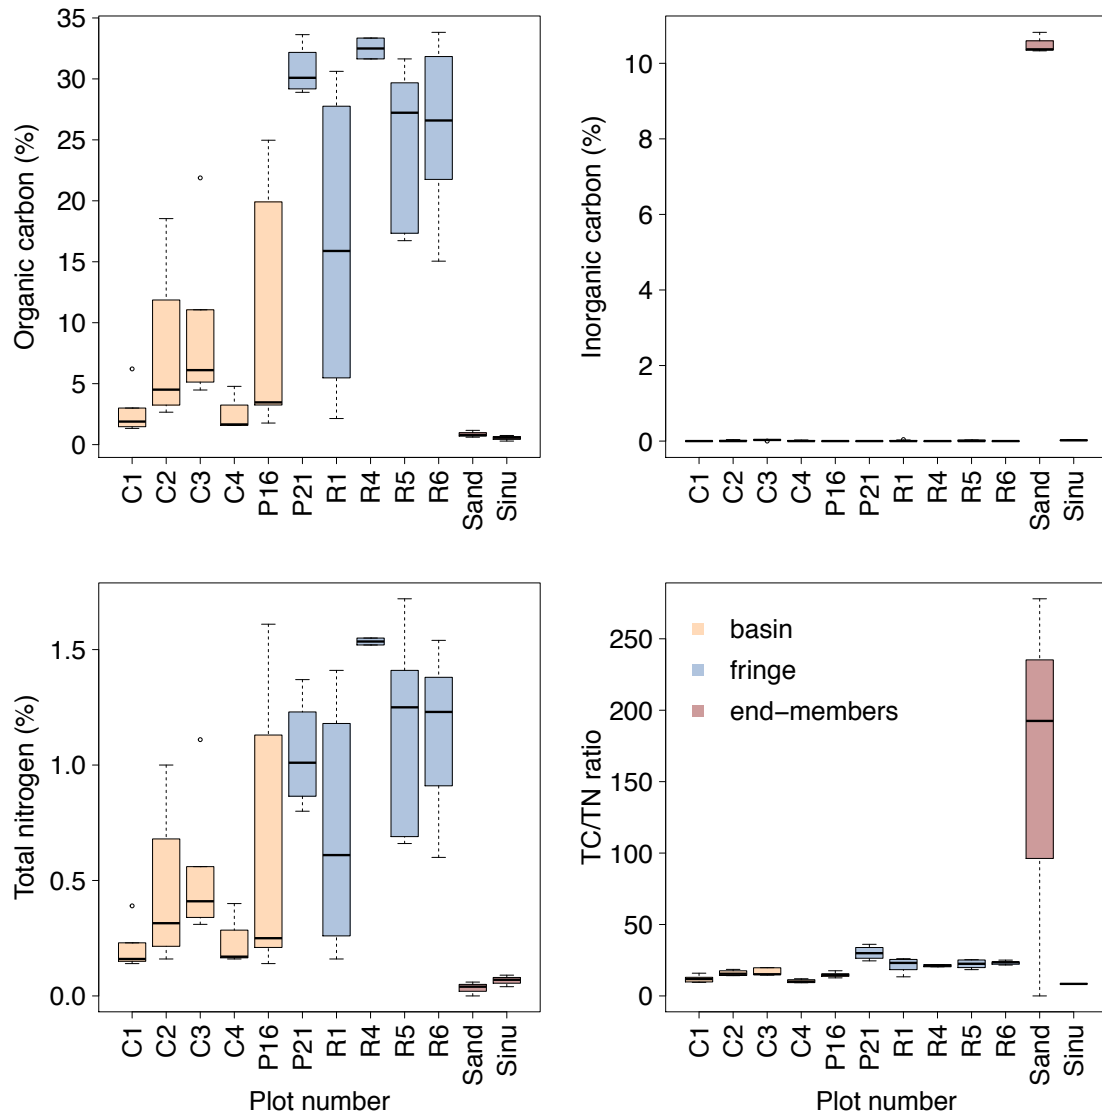 Organic carbon (%)
35
30
25
20
15
10
5
0
C1 C2 C3 C4 P16 P21 R1 R4 R5 R6 Sand Sinu
Inorganic carbon (%)
10
8
6
4
2
0
C1 C2 C3 C4 P16 P21 R1 R4 R5 R6 Sand Sinu
Total nitrogen (%)
1.5
1.0
0.5
0.0
C1 C2 C3 C4 P16 P21 R1 R4 R5 R6 Sand Sinu
Plot number
TC/TN ratio
250
200
150
100
50
0
basin
fringe
end−members
C1 C2 C3 C4 P16 P21 R1 R4 R5 R6 Sand Sinu
Plot number